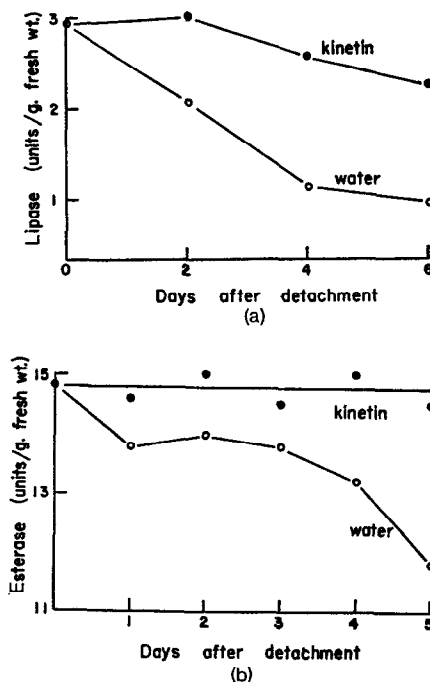 Lipase (units/g. fresh wt.)
3
2
1
kinetin
water
0 2 4 6
Days after detachment
(a)
Esterase (units/g. fresh wt.)
15
13
11
kinetin
water
1 2 3 4 5
Days after detachment
(b)